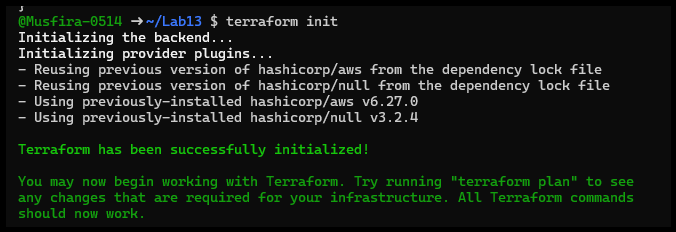 }
@Musfira-0514 ➜ ~/Lab13 $ terraform init
Initializing the backend...
Initializing provider plugins...
- Reusing previous version of hashicorp/aws from the dependency lock file
- Reusing previous version of hashicorp/null from the dependency lock file
- Using previously-installed hashicorp/aws v6.27.0
- Using previously-installed hashicorp/null v3.2.4
Terraform has been successfully initialized!
You may now begin working with Terraform. Try running "terraform plan" to see
any changes that are required for your infrastructure. All Terraform commands
should now work.